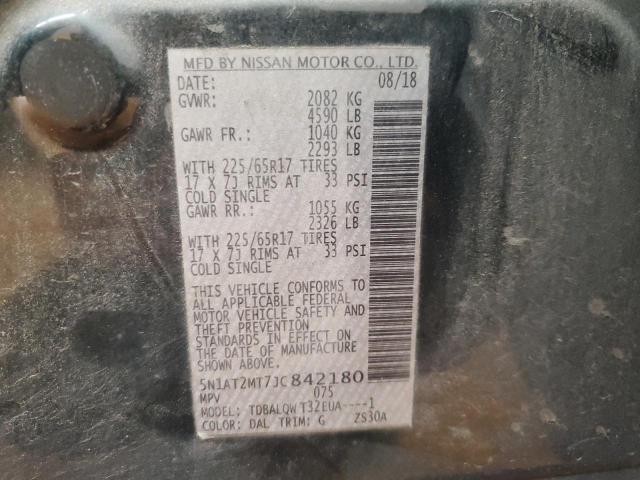 MFD BY NISSAN MOTOR CO., LTD.
DATE: 08/18
GVWR: 2082 KG
4590 LB
GAWR FR.: 1040 KG
2293 LB
WITH 225/65R17 TIRES
17 X 7J RIMS AT 33 PSI
COLD SINGLE
GAWR RR.: 1055 KG
2326 LB
WITH 225/65R17 TIRES
17 X 7J RIMS AT 33 PSI
COLD SINGLE
THIS VEHICLE CONFORMS TO
ALL APPLICABLE FEDERAL
MOTOR VEHICLE SAFETY AND
THEFT PREVENTION
STANDARDS IN EFFECT ON
THE DATE OF MANUFACTURE
SHOWN ABOVE.
5N1AT2MT7JC842180
MPV 075
MODEL: TDBALQWT32EUA----1
COLOR: DAL TRIM: G ZS30A